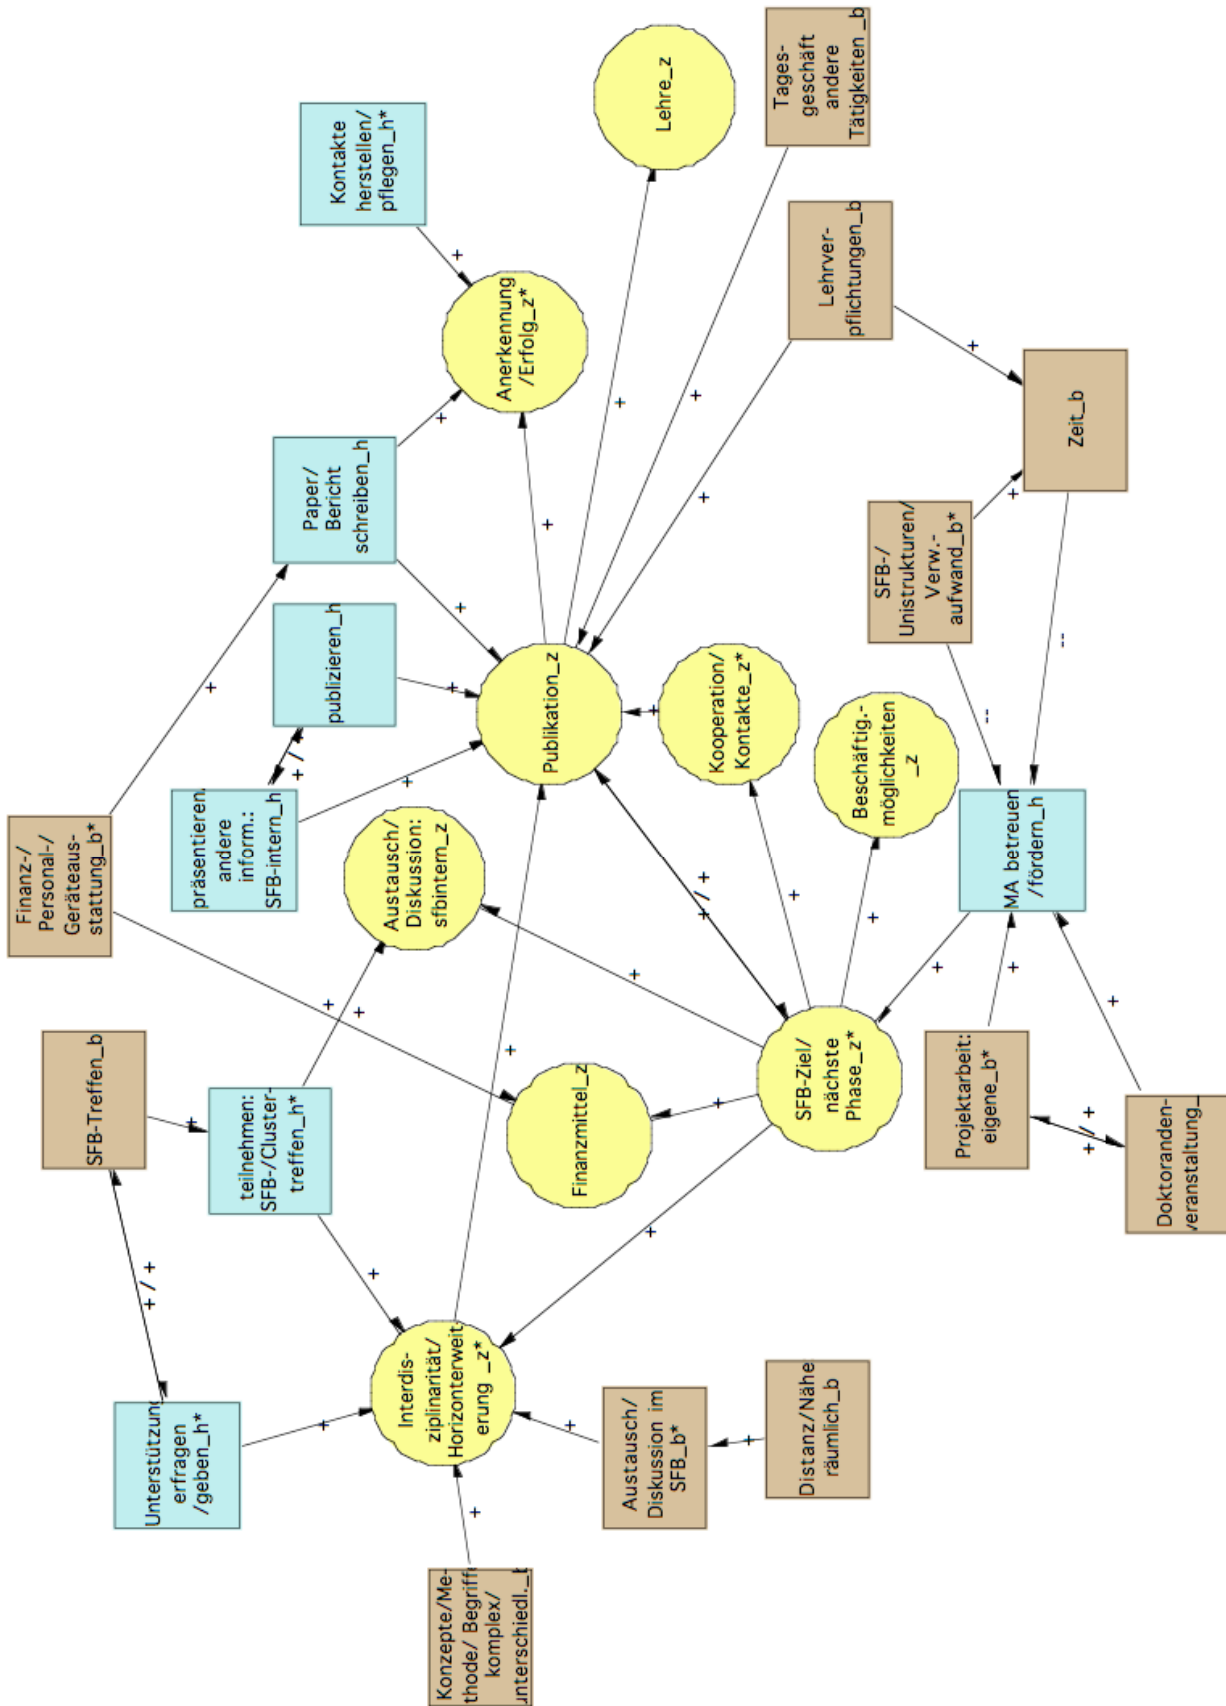 Finanz-/
Personal-/
Geräteaus-
stattung_b*
SFB-Treffen_b
+ / +
Unterstützung
erfragen
/geben_h*
+
teilnehmen:
SFB-/Cluster-
treffen_h*
+
präsentieren,
andere
inform.:
SFB-intern_h
+
+ / +
publizieren_h
Paper/
Bericht
schreiben_h
Kontakte
herstellen/
pflegen_h*
+
+
+
+
Interdis-
ziplinarität/
Horizonterweit
erung _z*
Austausch/
Diskussion:
sfbintern_z
+
+
+
+
+
Anerkennung
/Erfolg_z*
Konzepte/Me-
thode/ Begriffe
komplex/
unterschiedl._b
+
+
Finanzmittel_z
+
Publikation_z
+
Austausch/
Diskussion im
SFB_b*
+
+
+
+
Lehre_z
+
Kooperation/
Kontakte_z*
+
+ / +
+
+
Distanz/Nähe
räumlich_b
+
SFB-Ziel/
nächste
Phase_z*
+
+
Beschäftig.-
möglichkeiten
_z
Lehrver-
pflichtungen_b
Tages-
geschäft
andere
Tätigkeiten _b
SFB-/
Unistrukturen/
Verw.-
aufwand_b*
+
+
+
--
Projektarbeit:
eigene_b*
+
MA betreuen
/fördern_h
--
Zeit_b
+ / +
+
Doktoranden-
veranstaltung_